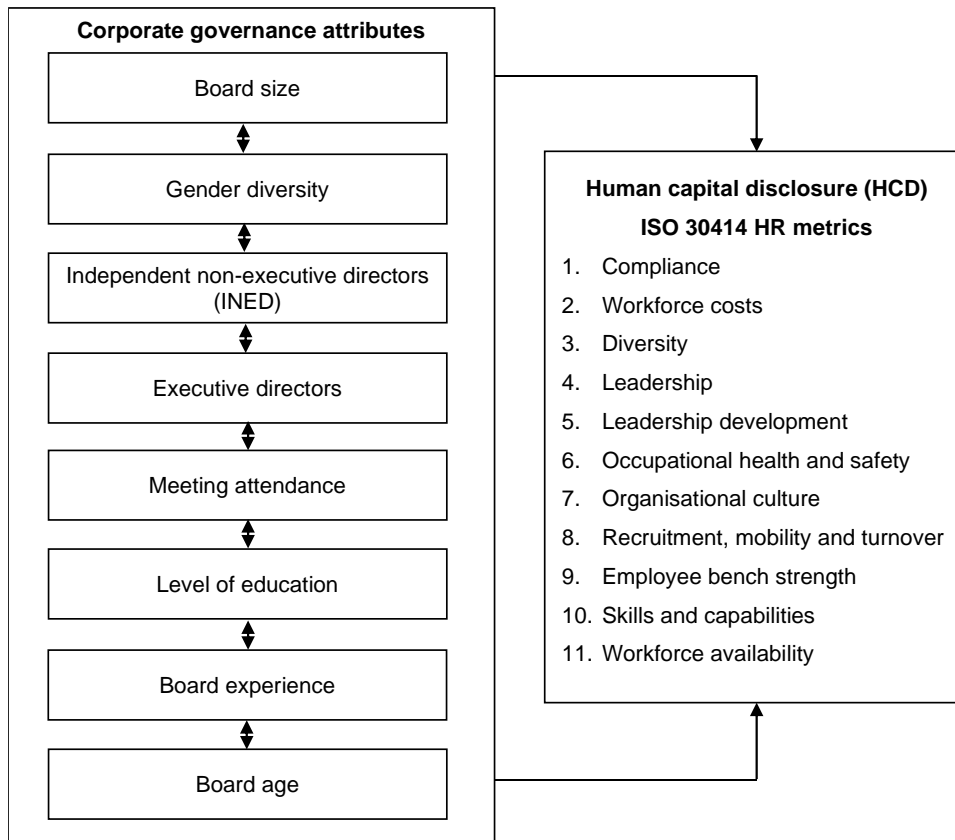 Corporate governance attributes
Board size
Gender diversity
Independent non-executive directors
(INED)
Executive directors
Meeting attendance
Level of education
Board experience
Board age
Human capital disclosure (HCD)
ISO 30414 HR metrics
1. Compliance
2. Workforce costs
3. Diversity
4. Leadership
5. Leadership development
6. Occupational health and safety
7. Organisational culture
8. Recruitment, mobility and turnover
9. Employee bench strength
10. Skills and capabilities
11. Workforce availability